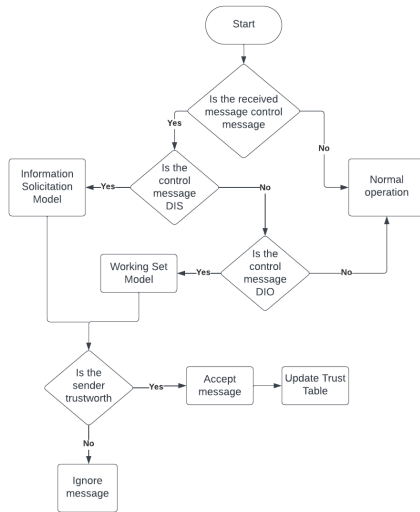 Start
Is the received
message control
message
Yes
No
Is the
control
message
DIS
Information
Solicitation
Model
Yes
No
Normal
operation
Is the
control
message
DIO
Working Set
Model
Yes
No
Is the
sender
trustworth
Yes
Accept
message
Update Trust
Table
No
Ignore
message